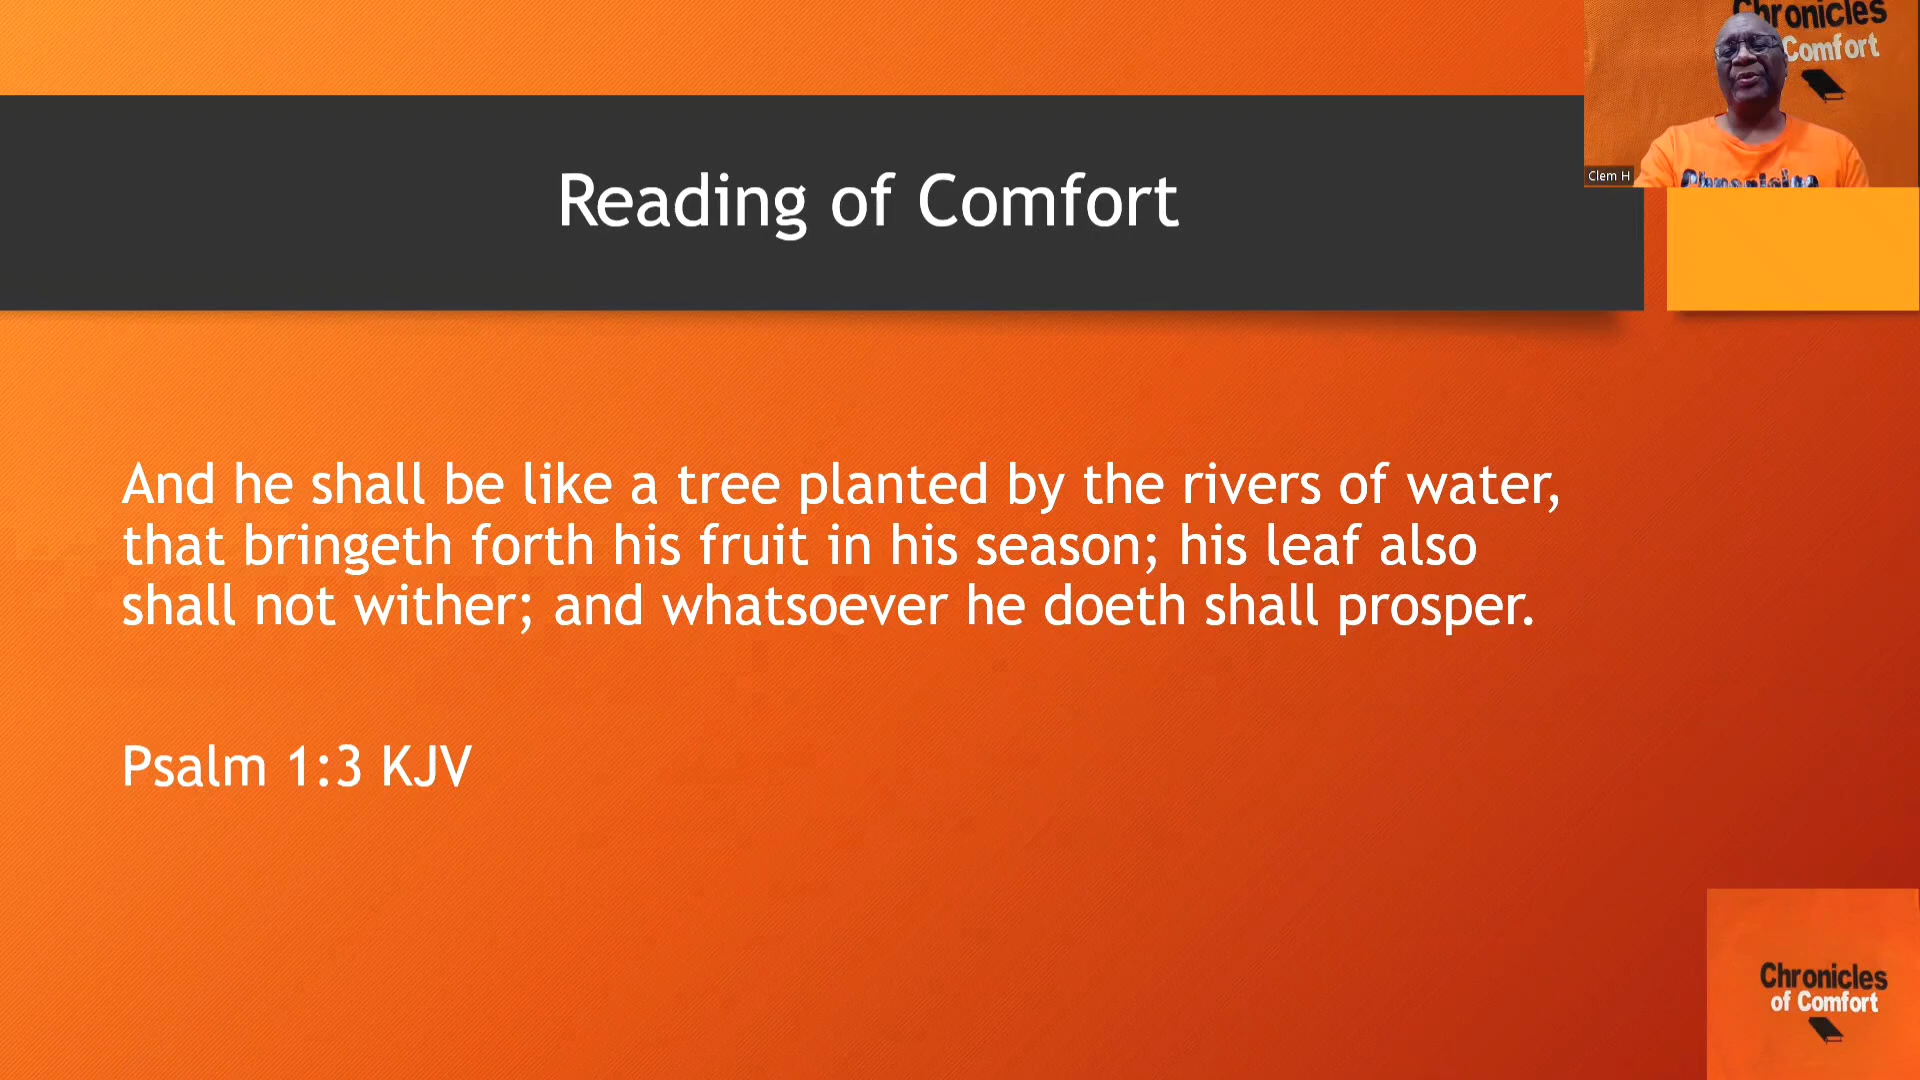 Chronicles
Comfort
Clem H
Reading of Comfort
And he shall be like a tree planted by the rivers of water,
that bringeth forth his fruit in his season; his leaf also
shall not wither; and whatsoever he doeth shall prosper.
Psalm 1:3 KJV
Chronicles
of Comfort